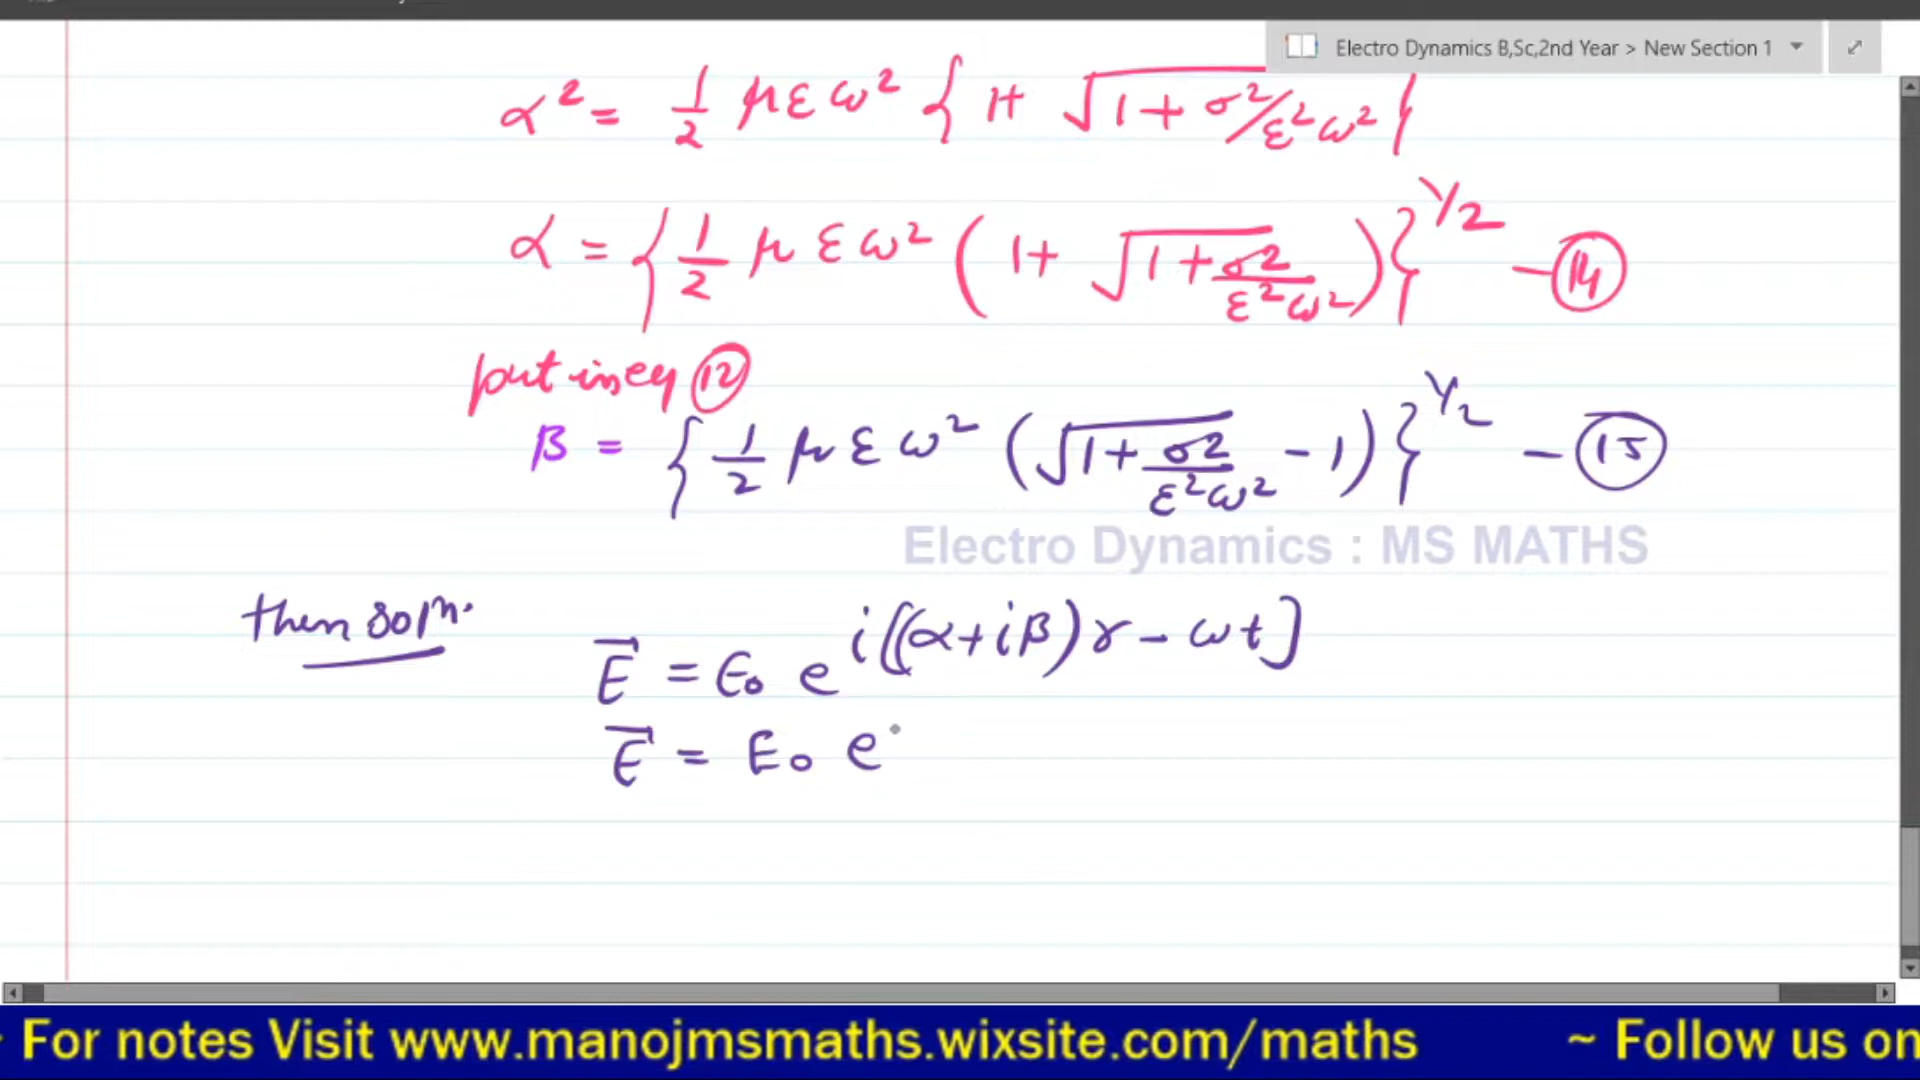 Electro Dynamics B,Sc,2nd Year > New Section 1
α² = 1/2 με ω² { 1+ √1 + σ²/ε²ω² }
α = { 1/2 μ ε ω² ( 1+ √1 + σ²/ε²ω² ) }^1/2 – 14
put in eq 12
β = { 1/2 μ ε ω² ( √1 + σ²/ε²ω² - 1 ) }^1/2 – 15
Electro Dynamics : MS MATHS
then solⁿ. E⃗ = E₀ e^i[(α+iβ)r - ωt]
E⃗ = E₀ e
~ For notes Visit www.manojmsmaths.wixsite.com/maths ~ Follow us on